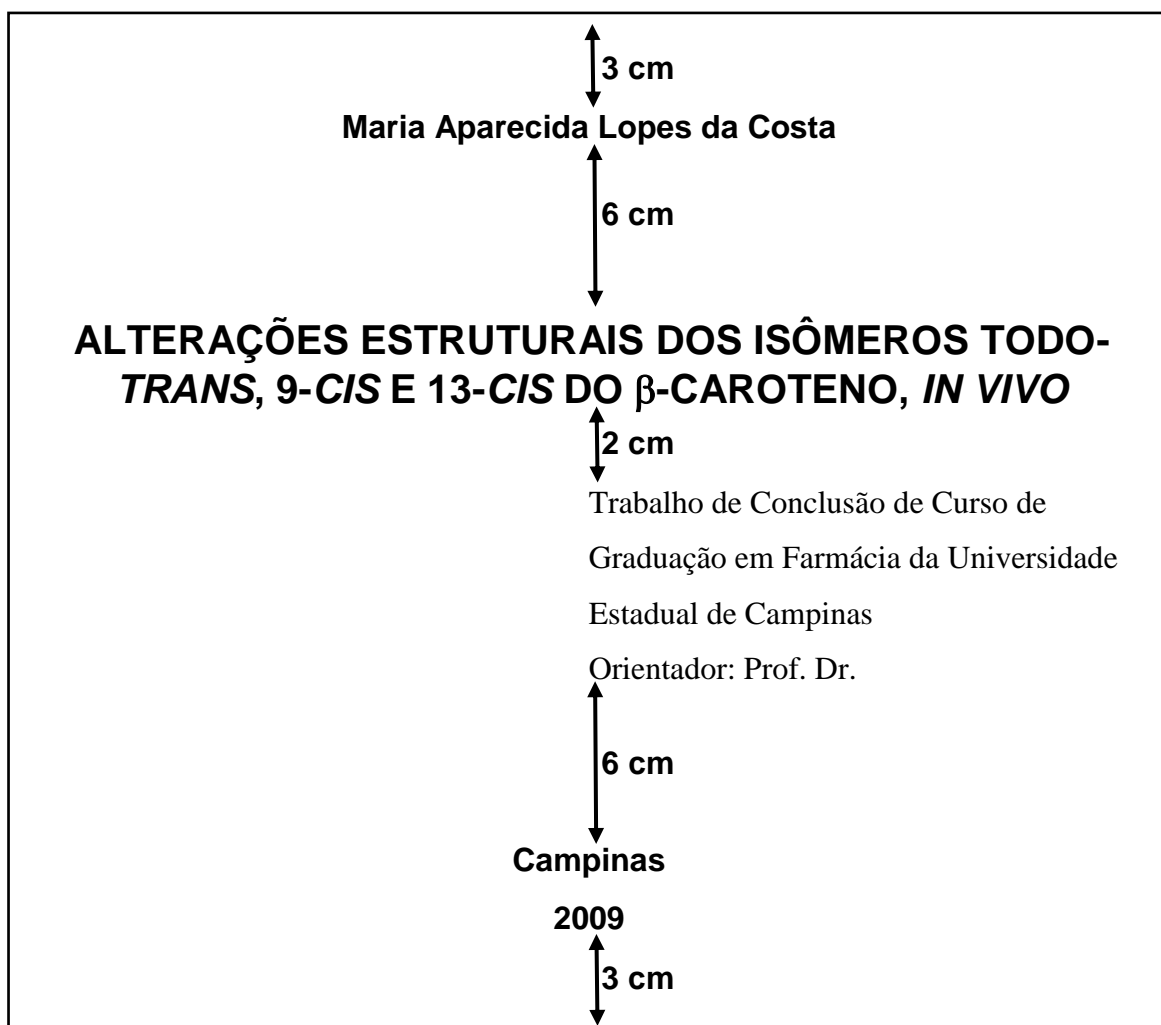 3 cm
Maria Aparecida Lopes da Costa
6 cm
ALTERAÇÕES ESTRUTURAIS DOS ISÔMEROS TODO-
TRANS, 9-CIS E 13-CIS DO β-CAROTENO, IN VIVO
2 cm
Trabalho de Conclusão de Curso de
Graduação em Farmácia da Universidade
Estadual de Campinas
Orientador: Prof. Dr.
6 cm
Campinas
2009
3 cm